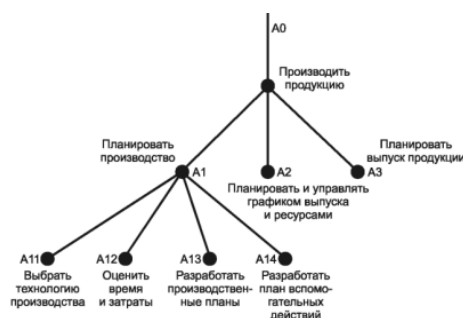 A0
Производить
продукцию
Планировать
производство
A1
A2
Планировать и управлять
графиком выпуска
и ресурсами
Планировать
выпуск продукции
A3
A11
Выбрать
технологию
производства
A12
Оценить
время
и затраты
A13
Разработать
производствен-
ные планы
A14
Разработать
план вспомо-
гательных
действий